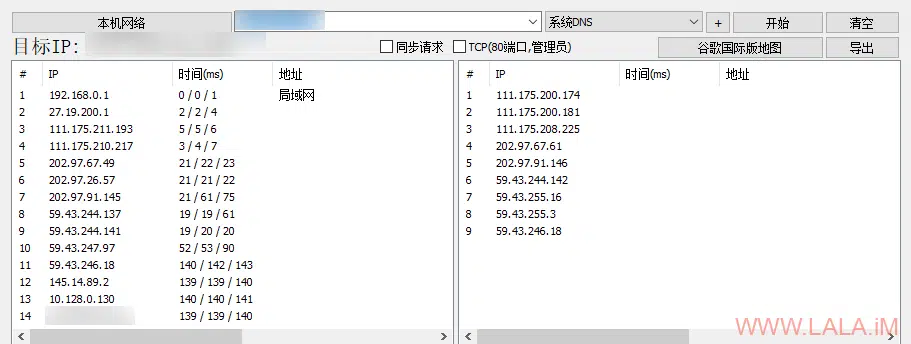 本机网络 系统DNS + 开始 清空
目标IP: 同步请求 TCP(80端口,管理员) 谷歌国际版地图 导出
# IP 时间(ms) 地址
1 192.168.0.1 0 / 0 / 1 局域网
2 27.19.200.1 2 / 2 / 4
3 111.175.211.193 5 / 5 / 6
4 111.175.210.217 3 / 4 / 7
5 202.97.67.49 21 / 22 / 23
6 202.97.26.57 21 / 21 / 22
7 202.97.91.145 21 / 61 / 75
8 59.43.244.137 19 / 19 / 61
9 59.43.244.141 19 / 20 / 20
10 59.43.247.97 52 / 53 / 90
11 59.43.246.18 140 / 142 / 143
12 145.14.89.2 139 / 139 / 140
13 10.128.0.130 140 / 140 / 141
14 139 / 139 / 140
# IP 时间(ms) 地址
1 111.175.200.174
2 111.175.200.181
3 111.175.208.225
4 202.97.67.61
5 202.97.91.146
6 59.43.244.142
7 59.43.255.16
8 59.43.255.3
9 59.43.246.18
WWW.LALA.iM